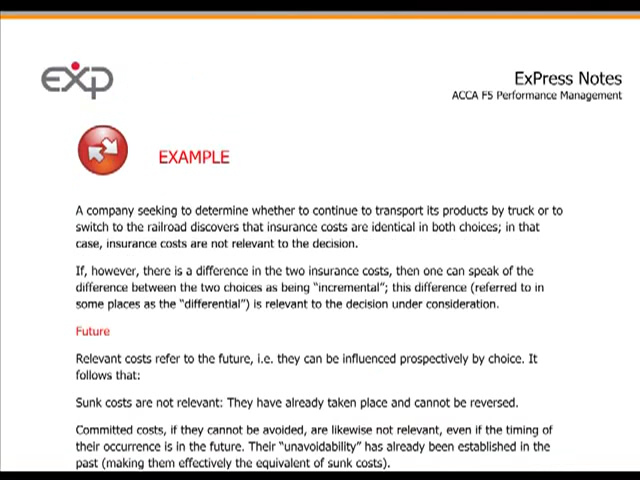 exp
ExPress Notes
ACCA F5 Performance Management
EXAMPLE
A company seeking to determine whether to continue to transport its products by truck or to
switch to the railroad discovers that insurance costs are identical in both choices; in that
case, insurance costs are not relevant to the decision.
If, however, there is a difference in the two insurance costs, then one can speak of the
difference between the two choices as being “incremental”; this difference (referred to in
some places as the “differential”) is relevant to the decision under consideration.
Future
Relevant costs refer to the future, i.e. they can be influenced prospectively by choice. It
follows that:
Sunk costs are not relevant: They have already taken place and cannot be reversed.
Committed costs, if they cannot be avoided, are likewise not relevant, even if the timing of
their occurrence is in the future. Their “unavoidability” has already been established in the
past (making them effectively the equivalent of sunk costs).